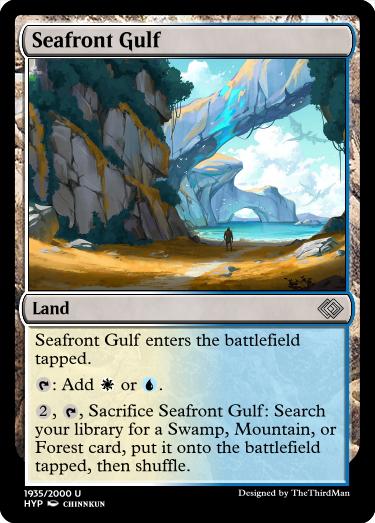 Seafront Gulf
Land
Seafront Gulf enters the battlefield
tapped.
: Add or .
2, , Sacrifice Seafront Gulf: Search
your library for a Swamp, Mountain, or
Forest card, put it onto the battlefield
tapped, then shuffle.
1935/2000 U
HYP CHINNKUN
Designed by TheThirdMan